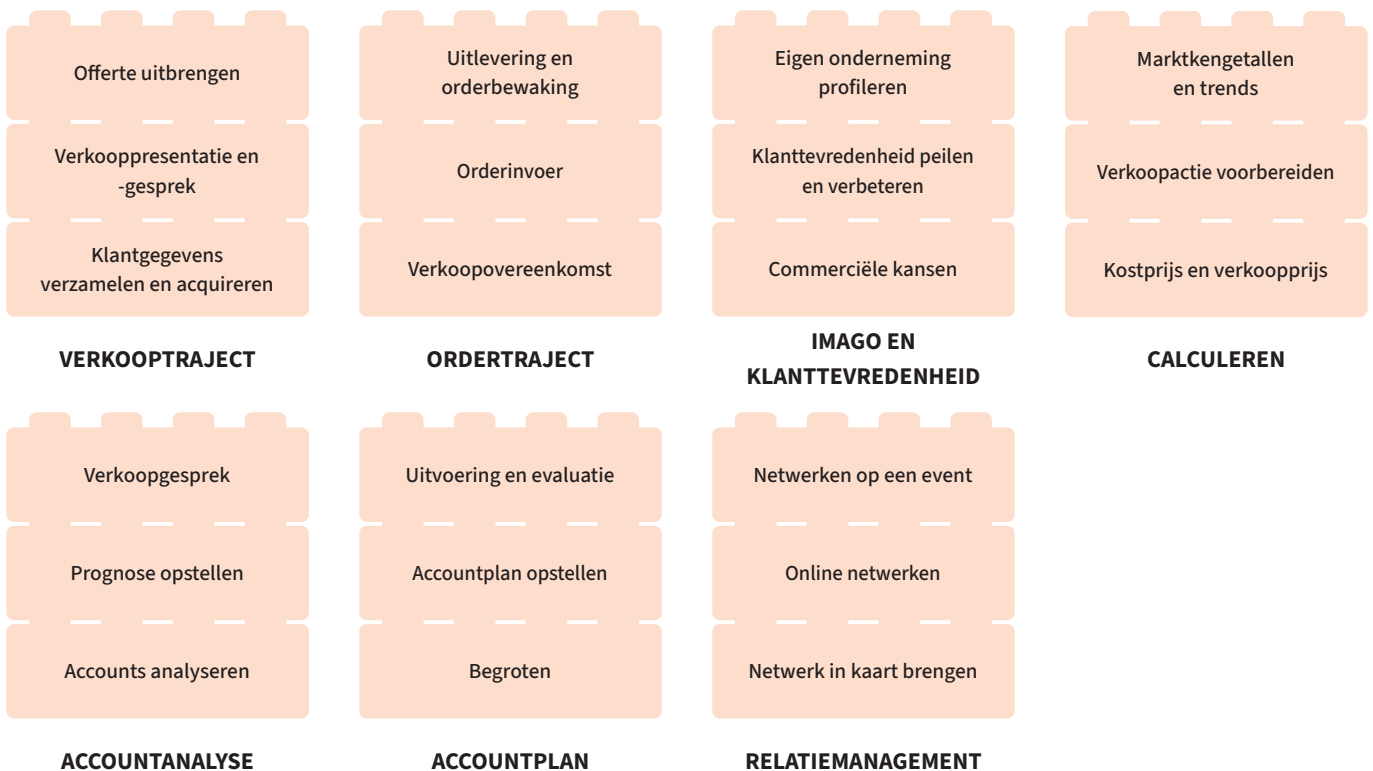 Offerte uitbrengen
Verkooppresentatie en
-gesprek
Klantgegevens
verzamelen en acquireren
VERKOOPTRAJECT
Uitlevering en
orderbewaking
Orderinvoer
Verkoopovereenkomst
ORDERTRAJECT
Eigen onderneming
profileren
Klanttevredenheid peilen
en verbeteren
Commerciële kansen
IMAGO EN
KLANTTEVREDENHEID
Marktkengetallen
en trends
Verkoopactie voorbereiden
Kostprijs en verkoopprijs
CALCULEREN
Verkoopgesprek
Prognose opstellen
Accounts analyseren
ACCOUNTANALYSE
Uitvoering en evaluatie
Accountplan opstellen
Begroten
ACCOUNTPLAN
Netwerken op een event
Online netwerken
Netwerk in kaart brengen
RELATIEMANAGEMENT